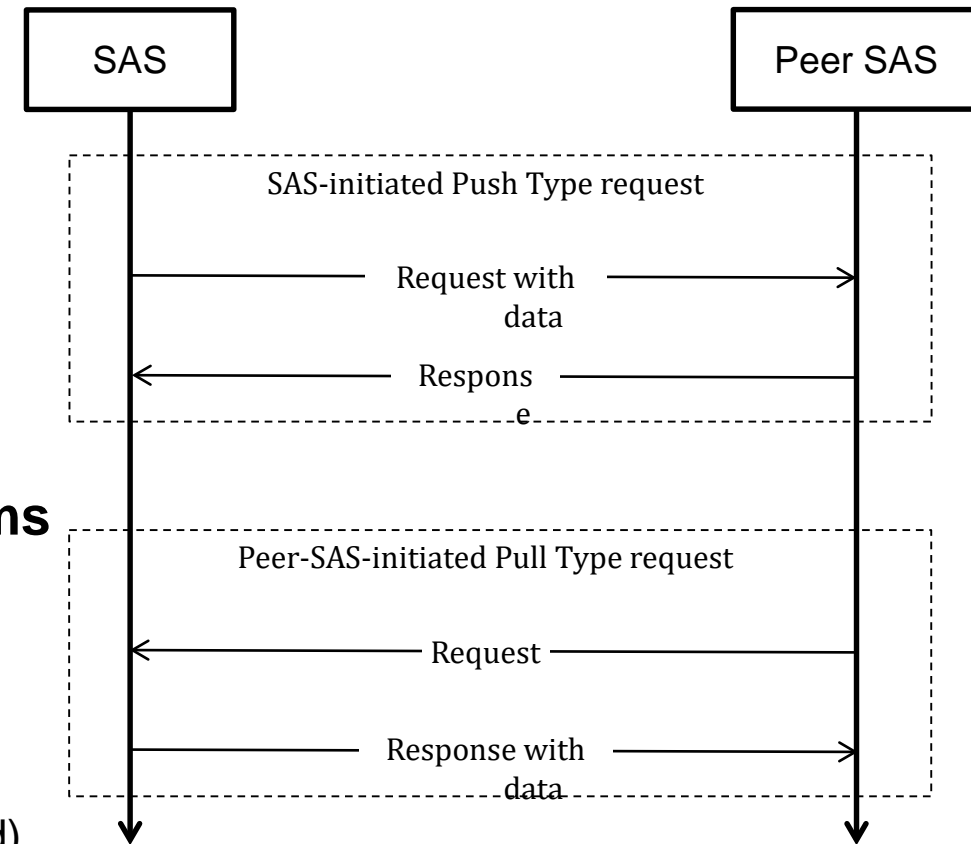 SAS
Peer SAS
SAS-initiated Push Type request
Request with
data
Respons
e
ms
Peer-SAS-initiated Pull Type request
Request
Response with
data
d)